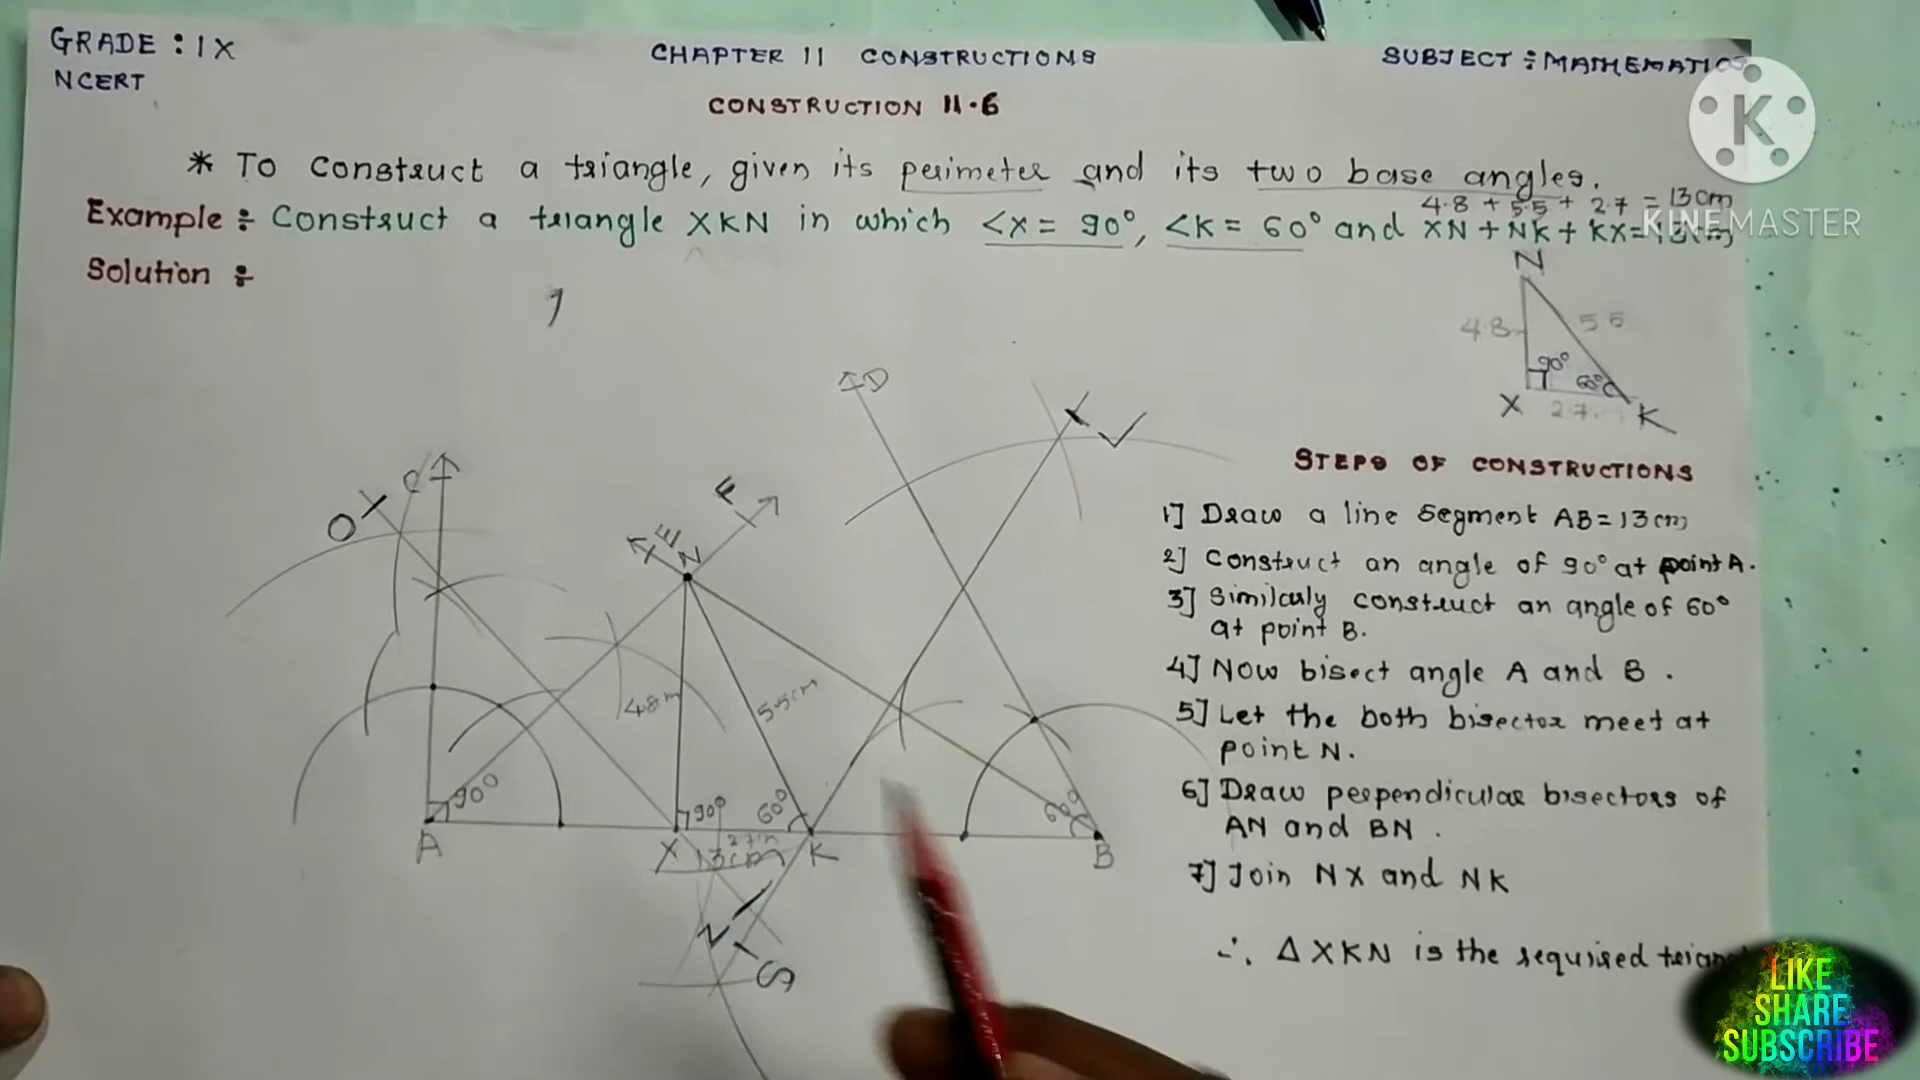 GRADE : IX
CHAPTER 11 CONSTRUCTIONS
SUBJECT : MATHEMATICS
NCERT
CONSTRUCTION 11.6
K
KINEMASTER
* To construct a triangle, given its perimeter and its two base angles.
4.8 + 5.5 + 2.7 = 13cm
Example : Construct a triangle XKN in which <X = 90°, <K = 60° and XN + NK + KX = 13cm
Solution :
N
4.8
5.5
90°
60°
X
2.7
K
D
C
O
F
E
N
4.8
5.5cm
90°
90°
60°
60°
A
X
13cm
K
B
S
STEPS OF CONSTRUCTIONS
1] Draw a line segment AB = 13cm
2] Construct an angle of 90° at point A.
3] Similarly construct an angle of 60°
at point B.
4] Now bisect angle A and B.
5] Let the both bisector meet at
point N.
6] Draw perpendicular bisectors of
AN and BN.
7] Join NX and NK
∴ Δ XKN is the required
LIKE
SHARE
SUBSCRIBE